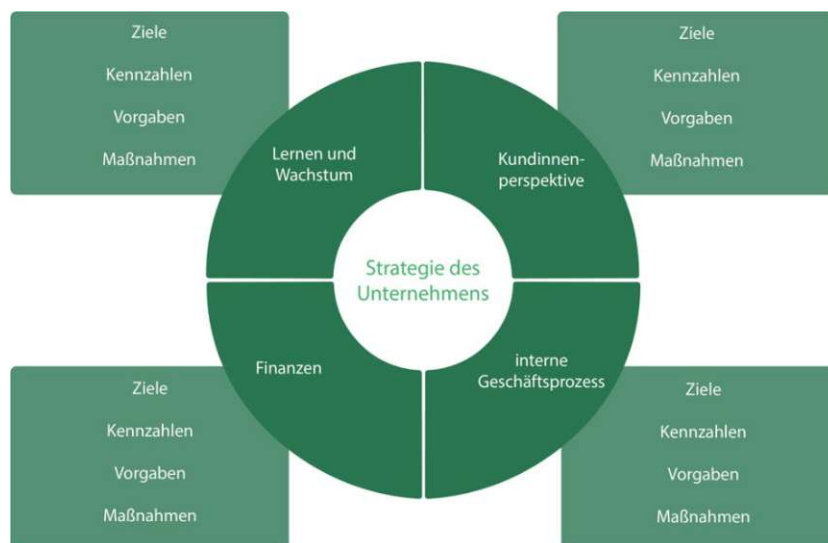 Ziele
Kennzahlen
Vorgaben
Maßnahmen
Ziele
Kennzahlen
Vorgaben
Maßnahmen
Lernen und
Wachstum
Kundinnen-
perspektive
Strategie des
Unternehmens
Finanzen
interne
Geschäftsprozess
Ziele
Kennzahlen
Vorgaben
Maßnahmen
Ziele
Kennzahlen
Vorgaben
Maßnahmen